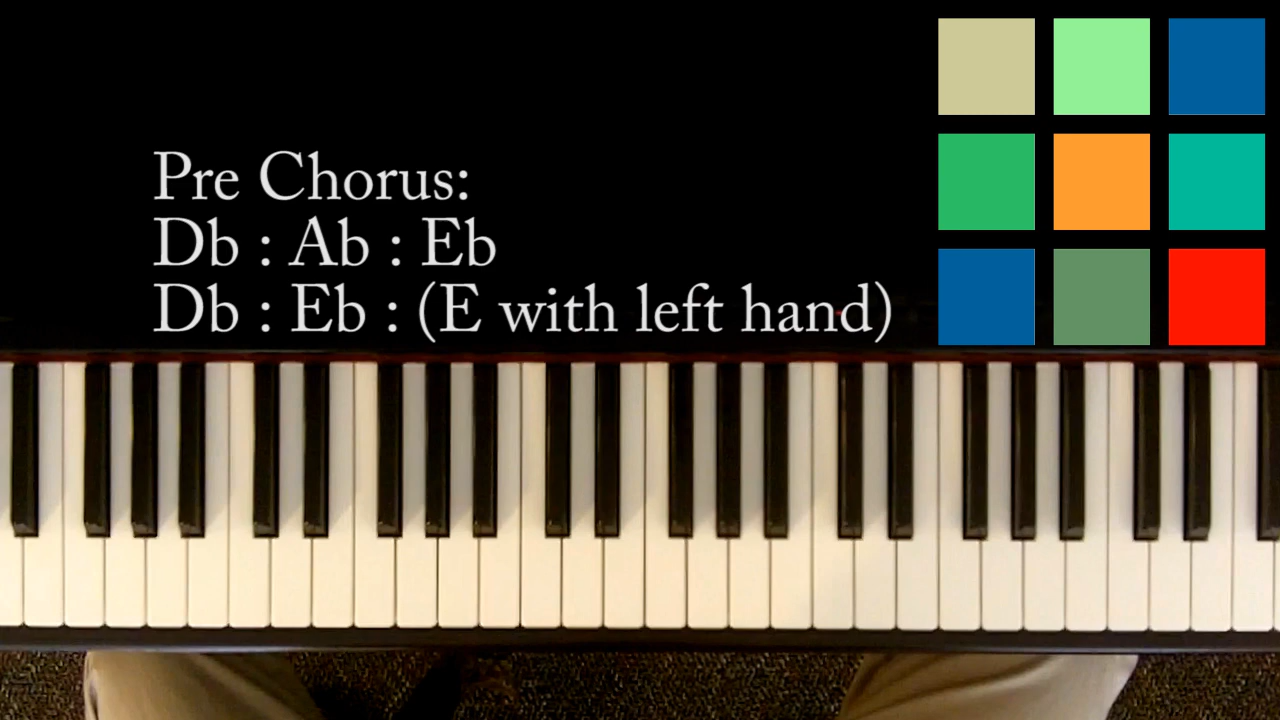 Pre Chorus:
Db : Ab : Eb
Db : Eb : (E with left hand)